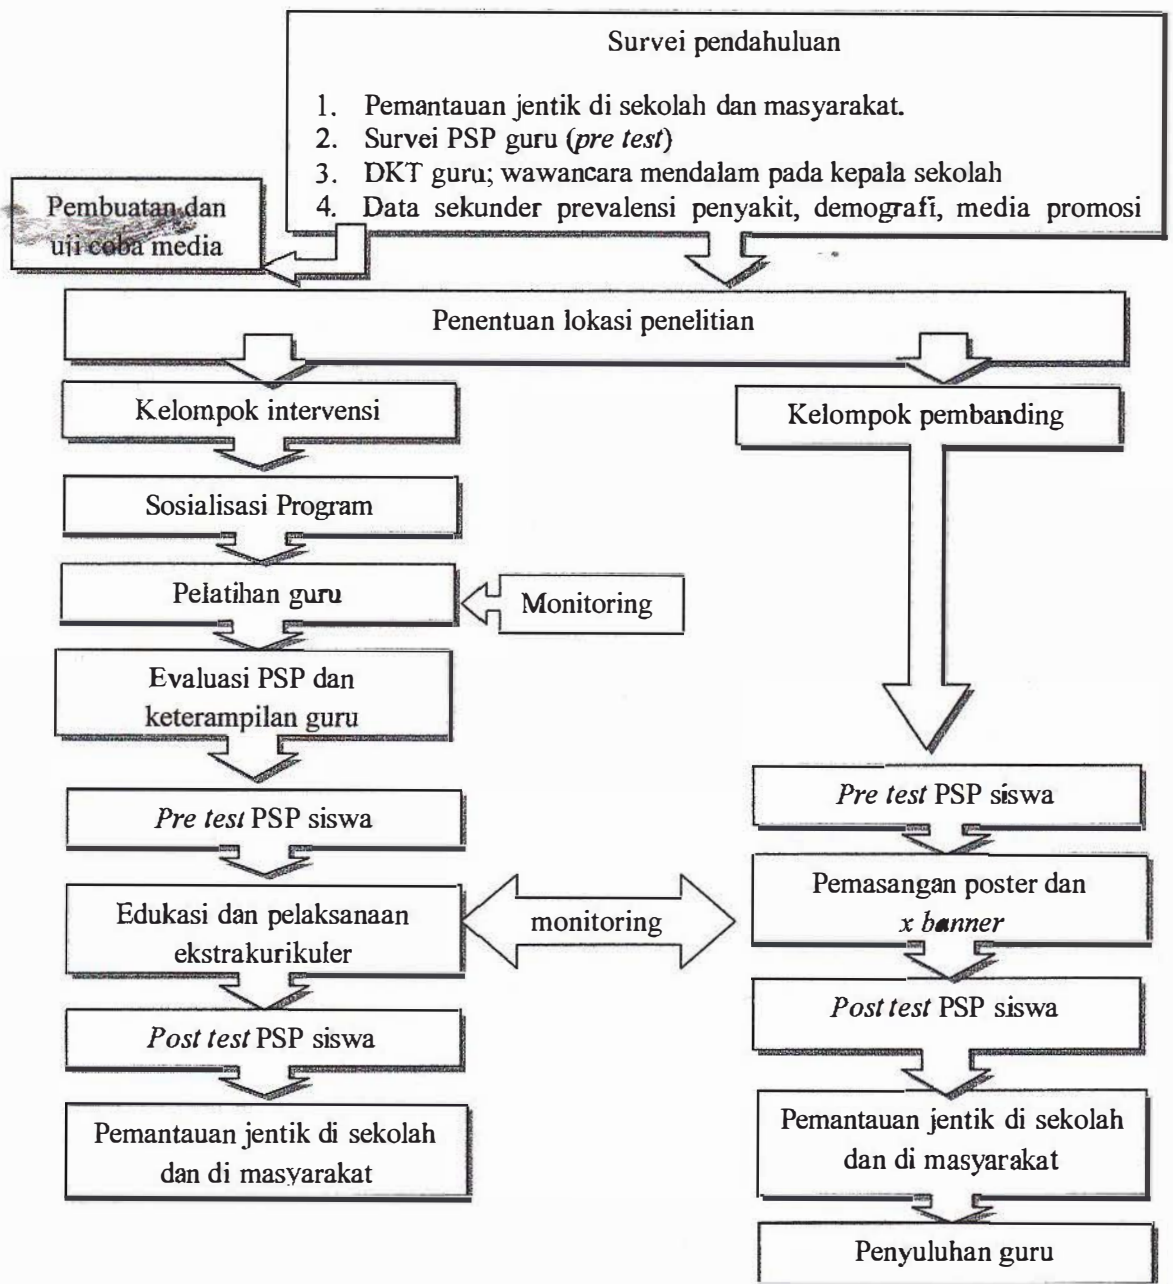 Survei pendahuluan
1. Pemantauan jentik di sekolah dan masyarakat.
2. Survei PSP guru (pre test)
3. DKT guru; wawancara mendalam pada kepala sekolah
4. Data sekunder prevalensi penyakit, demografi, media promosi
Pembuatan dan
uji coba media
Penentuan lokasi penelitian
Kelompok intervensi
Sosialisasi Program
Pelatihan guru
Monitoring
Evaluasi PSP dan
keterampilan guru
Pre test PSP siswa
Edukasi dan pelaksanaan
ekstrakurikuler
monitoring
Post test PSP siswa
Pemantauan jentik di sekolah
dan di masyarakat
Kelompok pembanding
Pre test PSP siswa
Pemasangan poster dan
x banner
Post test PSP siswa
Pemantauan jentik di sekolah
dan di masyarakat
Penyuluhan guru